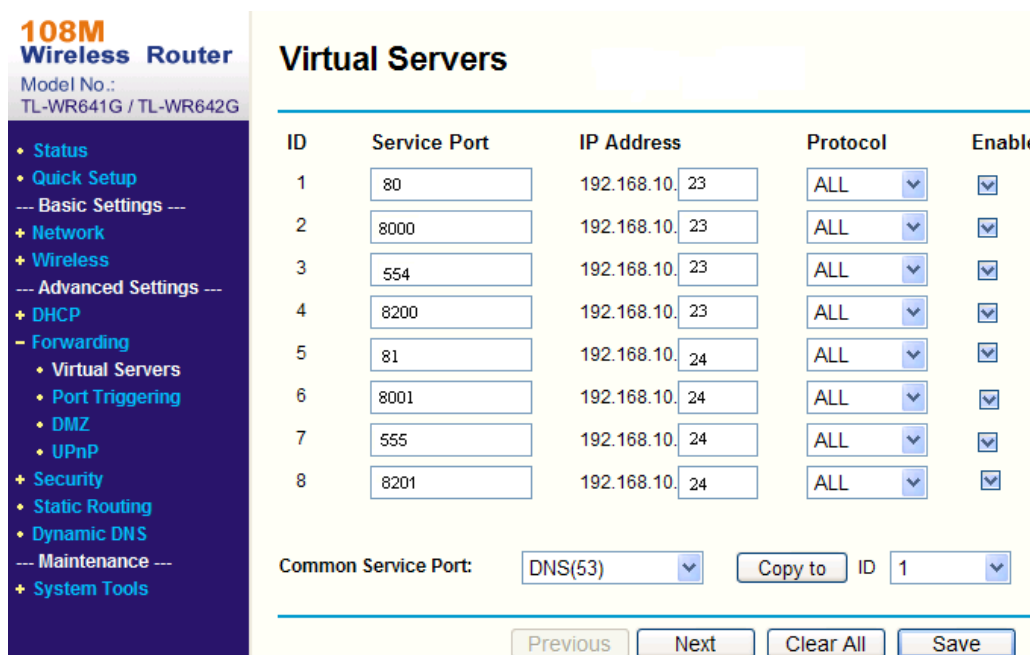 108M
Wireless Router
Model No.:
TL-WR641G / TL-WR642G
Status
Quick Setup
--- Basic Settings ---
+ Network
+ Wireless
--- Advanced Settings ---
+ DHCP
– Forwarding
Virtual Servers
Port Triggering
DMZ
UPnP
+ Security
Static Routing
Dynamic DNS
--- Maintenance ---
+ System Tools
Virtual Servers
ID Service Port IP Address Protocol Enable
1 80 192.168.10. 23 ALL
2 8000 192.168.10. 23 ALL
3 554 192.168.10. 23 ALL
4 8200 192.168.10. 23 ALL
5 81 192.168.10. 24 ALL
6 8001 192.168.10. 24 ALL
7 555 192.168.10. 24 ALL
8 8201 192.168.10. 24 ALL
Common Service Port: DNS(53) Copy to ID 1
Previous Next Clear All Save